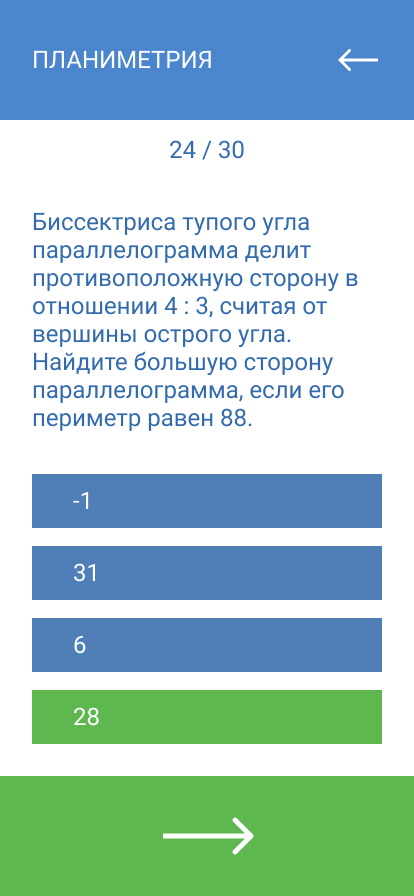 ПЛАНИМЕТРИЯ
24 / 30
Биссектриса тупого угла
параллелограмма делит
противоположную сторону в
отношении 4 : 3, считая от
вершины острого угла.
Найдите большую сторону
параллелограмма, если его
периметр равен 88.
-1
31
6
28